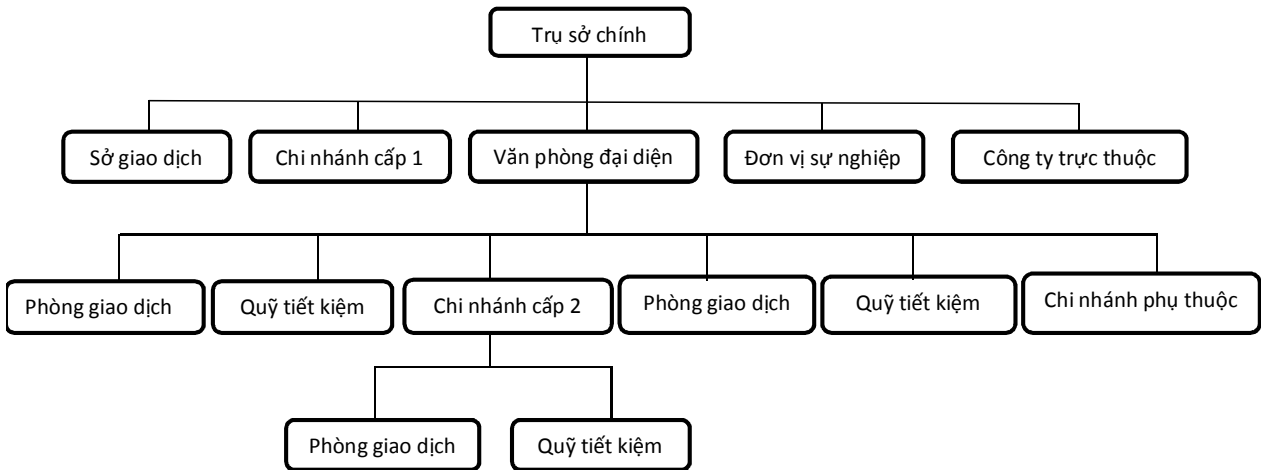 Trụ sở chính
Sở giao dịch
Chi nhánh cấp 1
Văn phòng đại diện
Đơn vị sự nghiệp
Công ty trực thuộc
Phòng giao dịch
Quỹ tiết kiệm
Chi nhánh cấp 2
Phòng giao dịch
Quỹ tiết kiệm
Chi nhánh phụ thuộc
Phòng giao dịch
Quỹ tiết kiệm